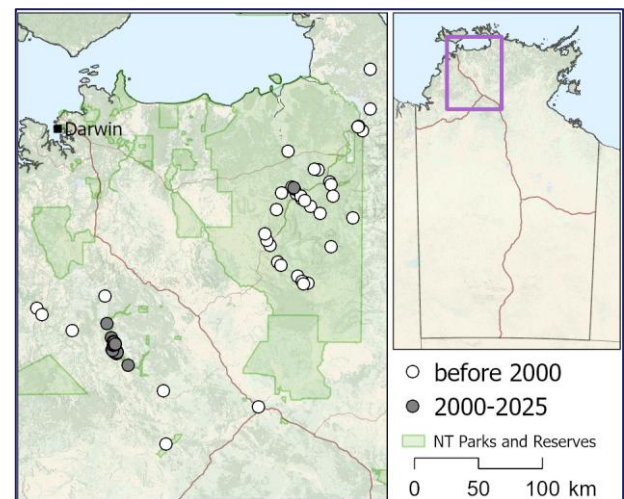 Darwin
before 2000
2000-2025
NT Parks and Reserves
0 50 100 km